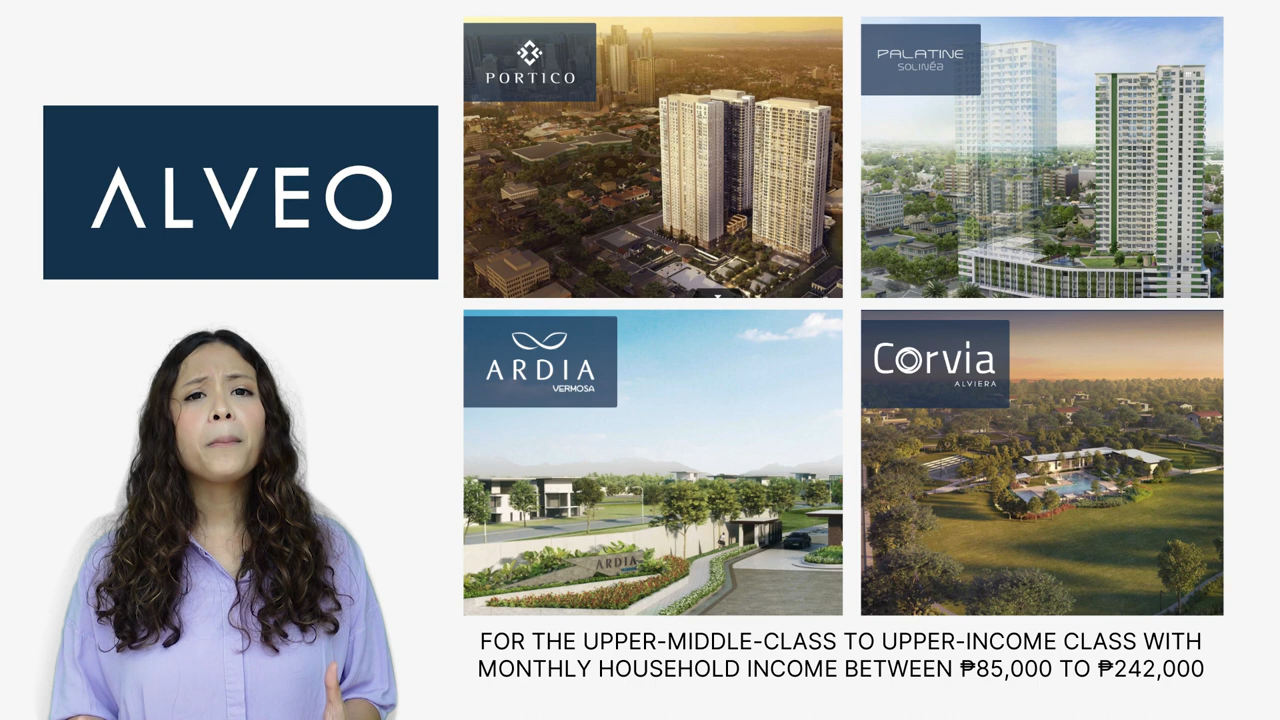 ALVEO
PORTICO
PALATINE
SOLINéa
ARDIA
VERMOSA
ARDIA
Corvia
ALVIERA
FOR THE UPPER-MIDDLE-CLASS TO UPPER-INCOME CLASS WITH
MONTHLY HOUSEHOLD INCOME BETWEEN ₱85,000 TO ₱242,000